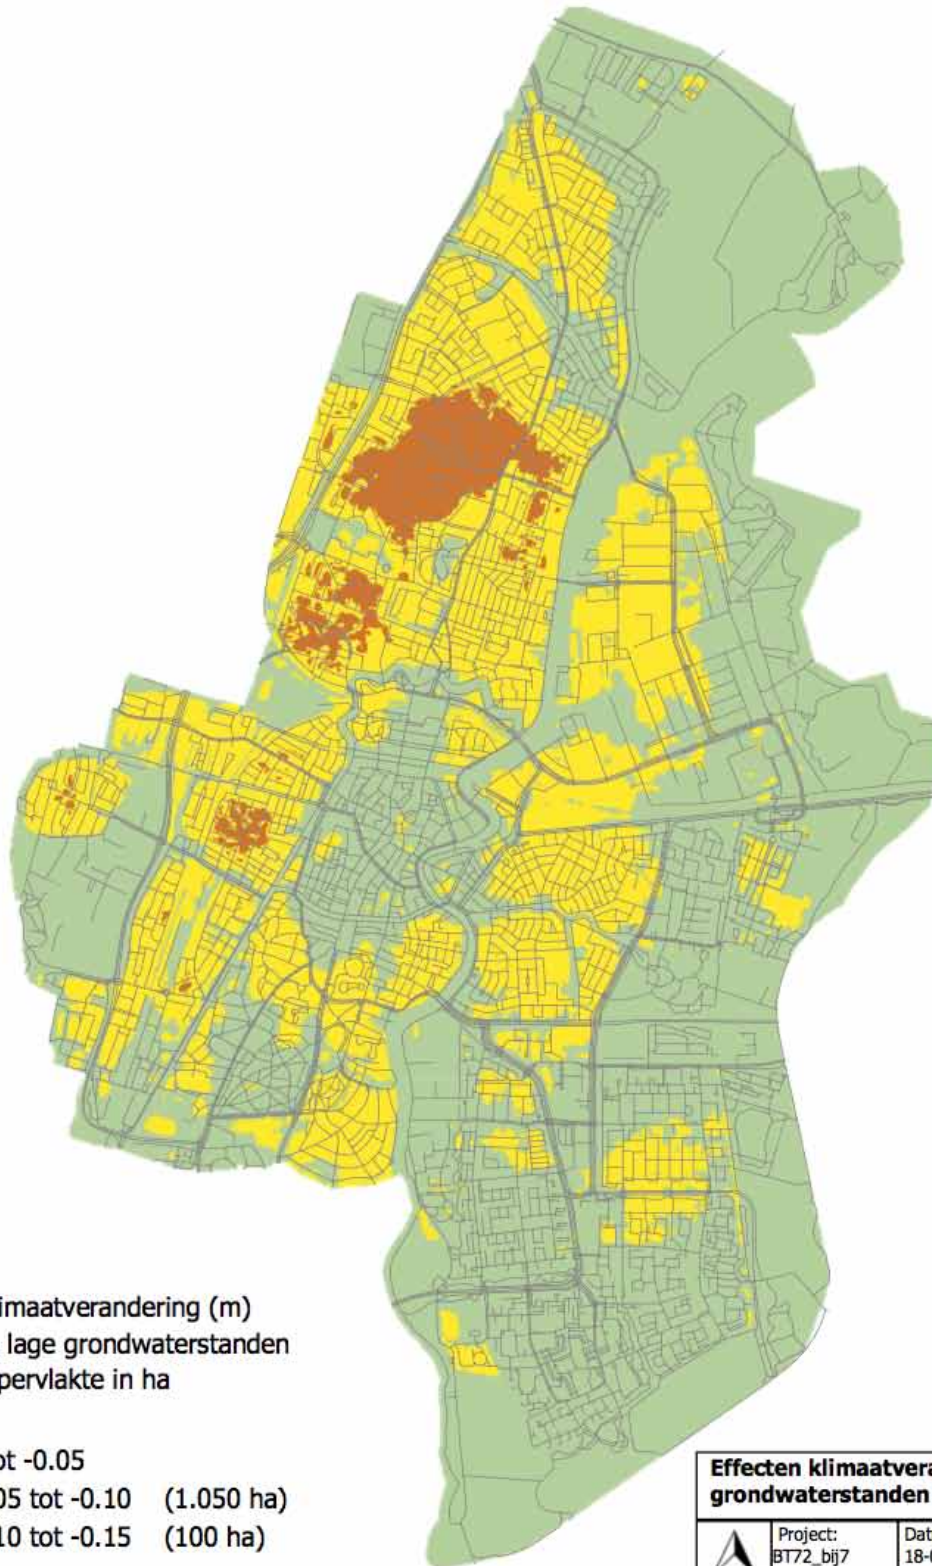 limaatverandering (m)
lage grondwaterstanden
pervlakte in ha
ot -0.05
05 tot -0.10 (1.050 ha)
10 tot -0.15 (100 ha)
Effecten klimaatvera
grondwaterstanden
Project:
BT72_bij7
Dat
18-